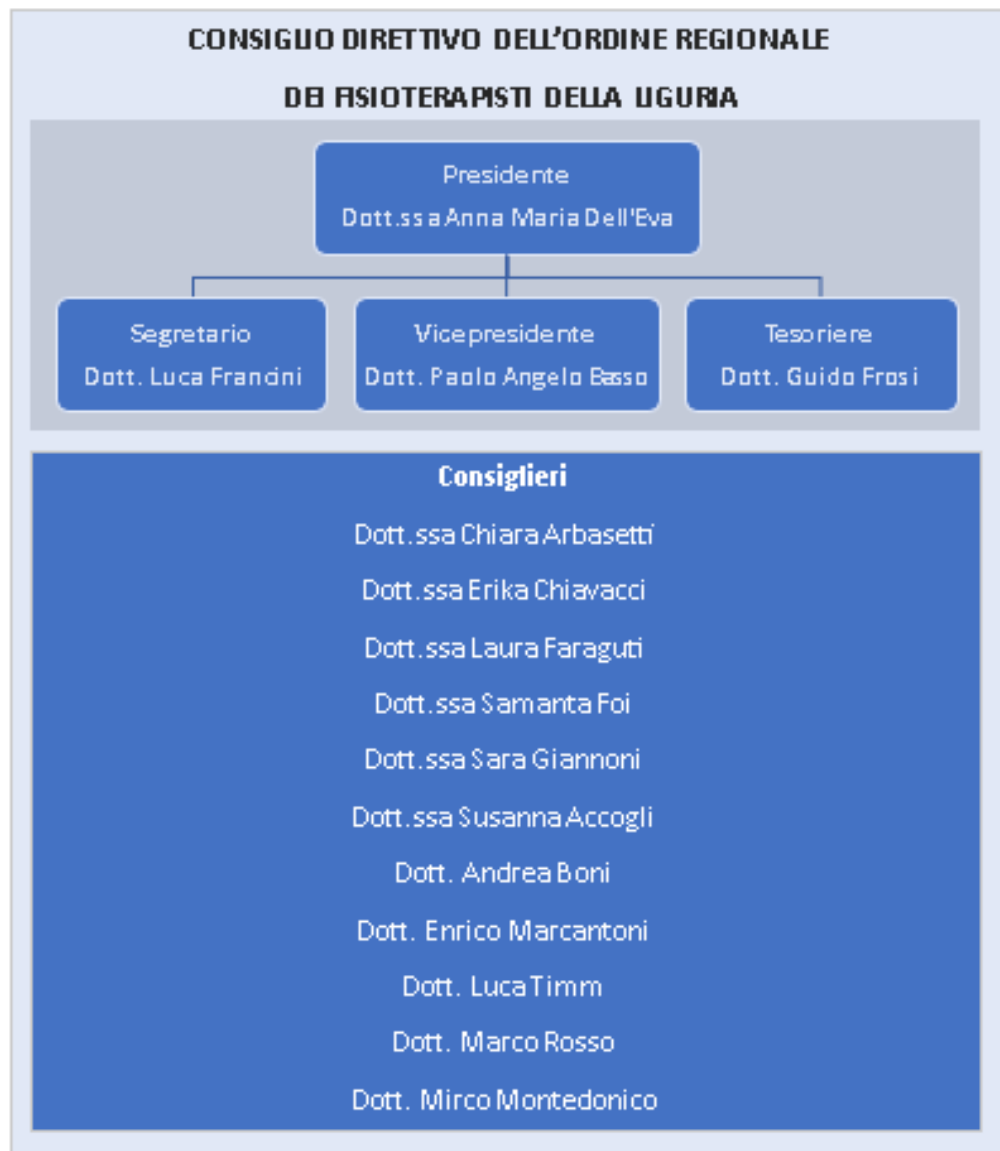 CONSIGLIO DIRETTIVO DELL'ORDINE REGIONALE
DEI FISIOTERAPISTI DELLA LIGURIA
Presidente
Dott.ssa Anna Maria Dell'Eva
Segretario
Dott. Luca Francini
Vicepresidente
Dott. Paolo Angelo Basso
Tesoriere
Dott. Guido Frosi
Consiglieri
Dott.ssa Chiara Arbasetti
Dott.ssa Erika Chiavacci
Dott.ssa Laura Faraguti
Dott.ssa Samanta Foi
Dott.ssa Sara Giannoni
Dott.ssa Susanna Accogli
Dott. Andrea Boni
Dott. Enrico Marcantoni
Dott. Luca Timm
Dott. Marco Rosso
Dott. Mirco Montedonico